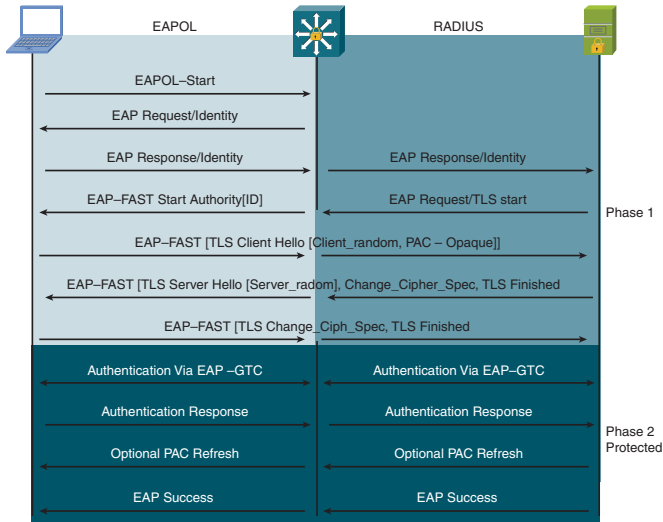 EAPOL
RADIUS
EAPOL–Start
EAP Request/Identity
EAP Response/Identity
EAP Response/Identity
EAP–FAST Start Authority[ID]
EAP Request/TLS start
Phase 1
EAP–FAST [TLS Client Hello [Client_random, PAC – Opaque]]
EAP–FAST [TLS Server Hello [Server_radom], Change_Cipher_Spec, TLS Finished
EAP–FAST [TLS Change_Ciph_Spec, TLS Finished
Authentication Via EAP –GTC
Authentication Via EAP–GTC
Authentication Response
Authentication Response
Phase 2
Protected
Optional PAC Refresh
Optional PAC Refresh
EAP Success
EAP Success